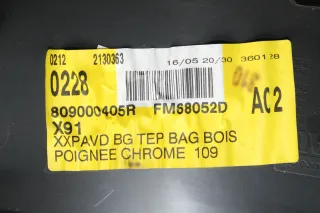 0212 2130363 16/05 20/30 360128
0228
809000405R FM68052D AC2
X91
XXPAVD BG TEP BAG BOIS
POIGNEE CHROME 109